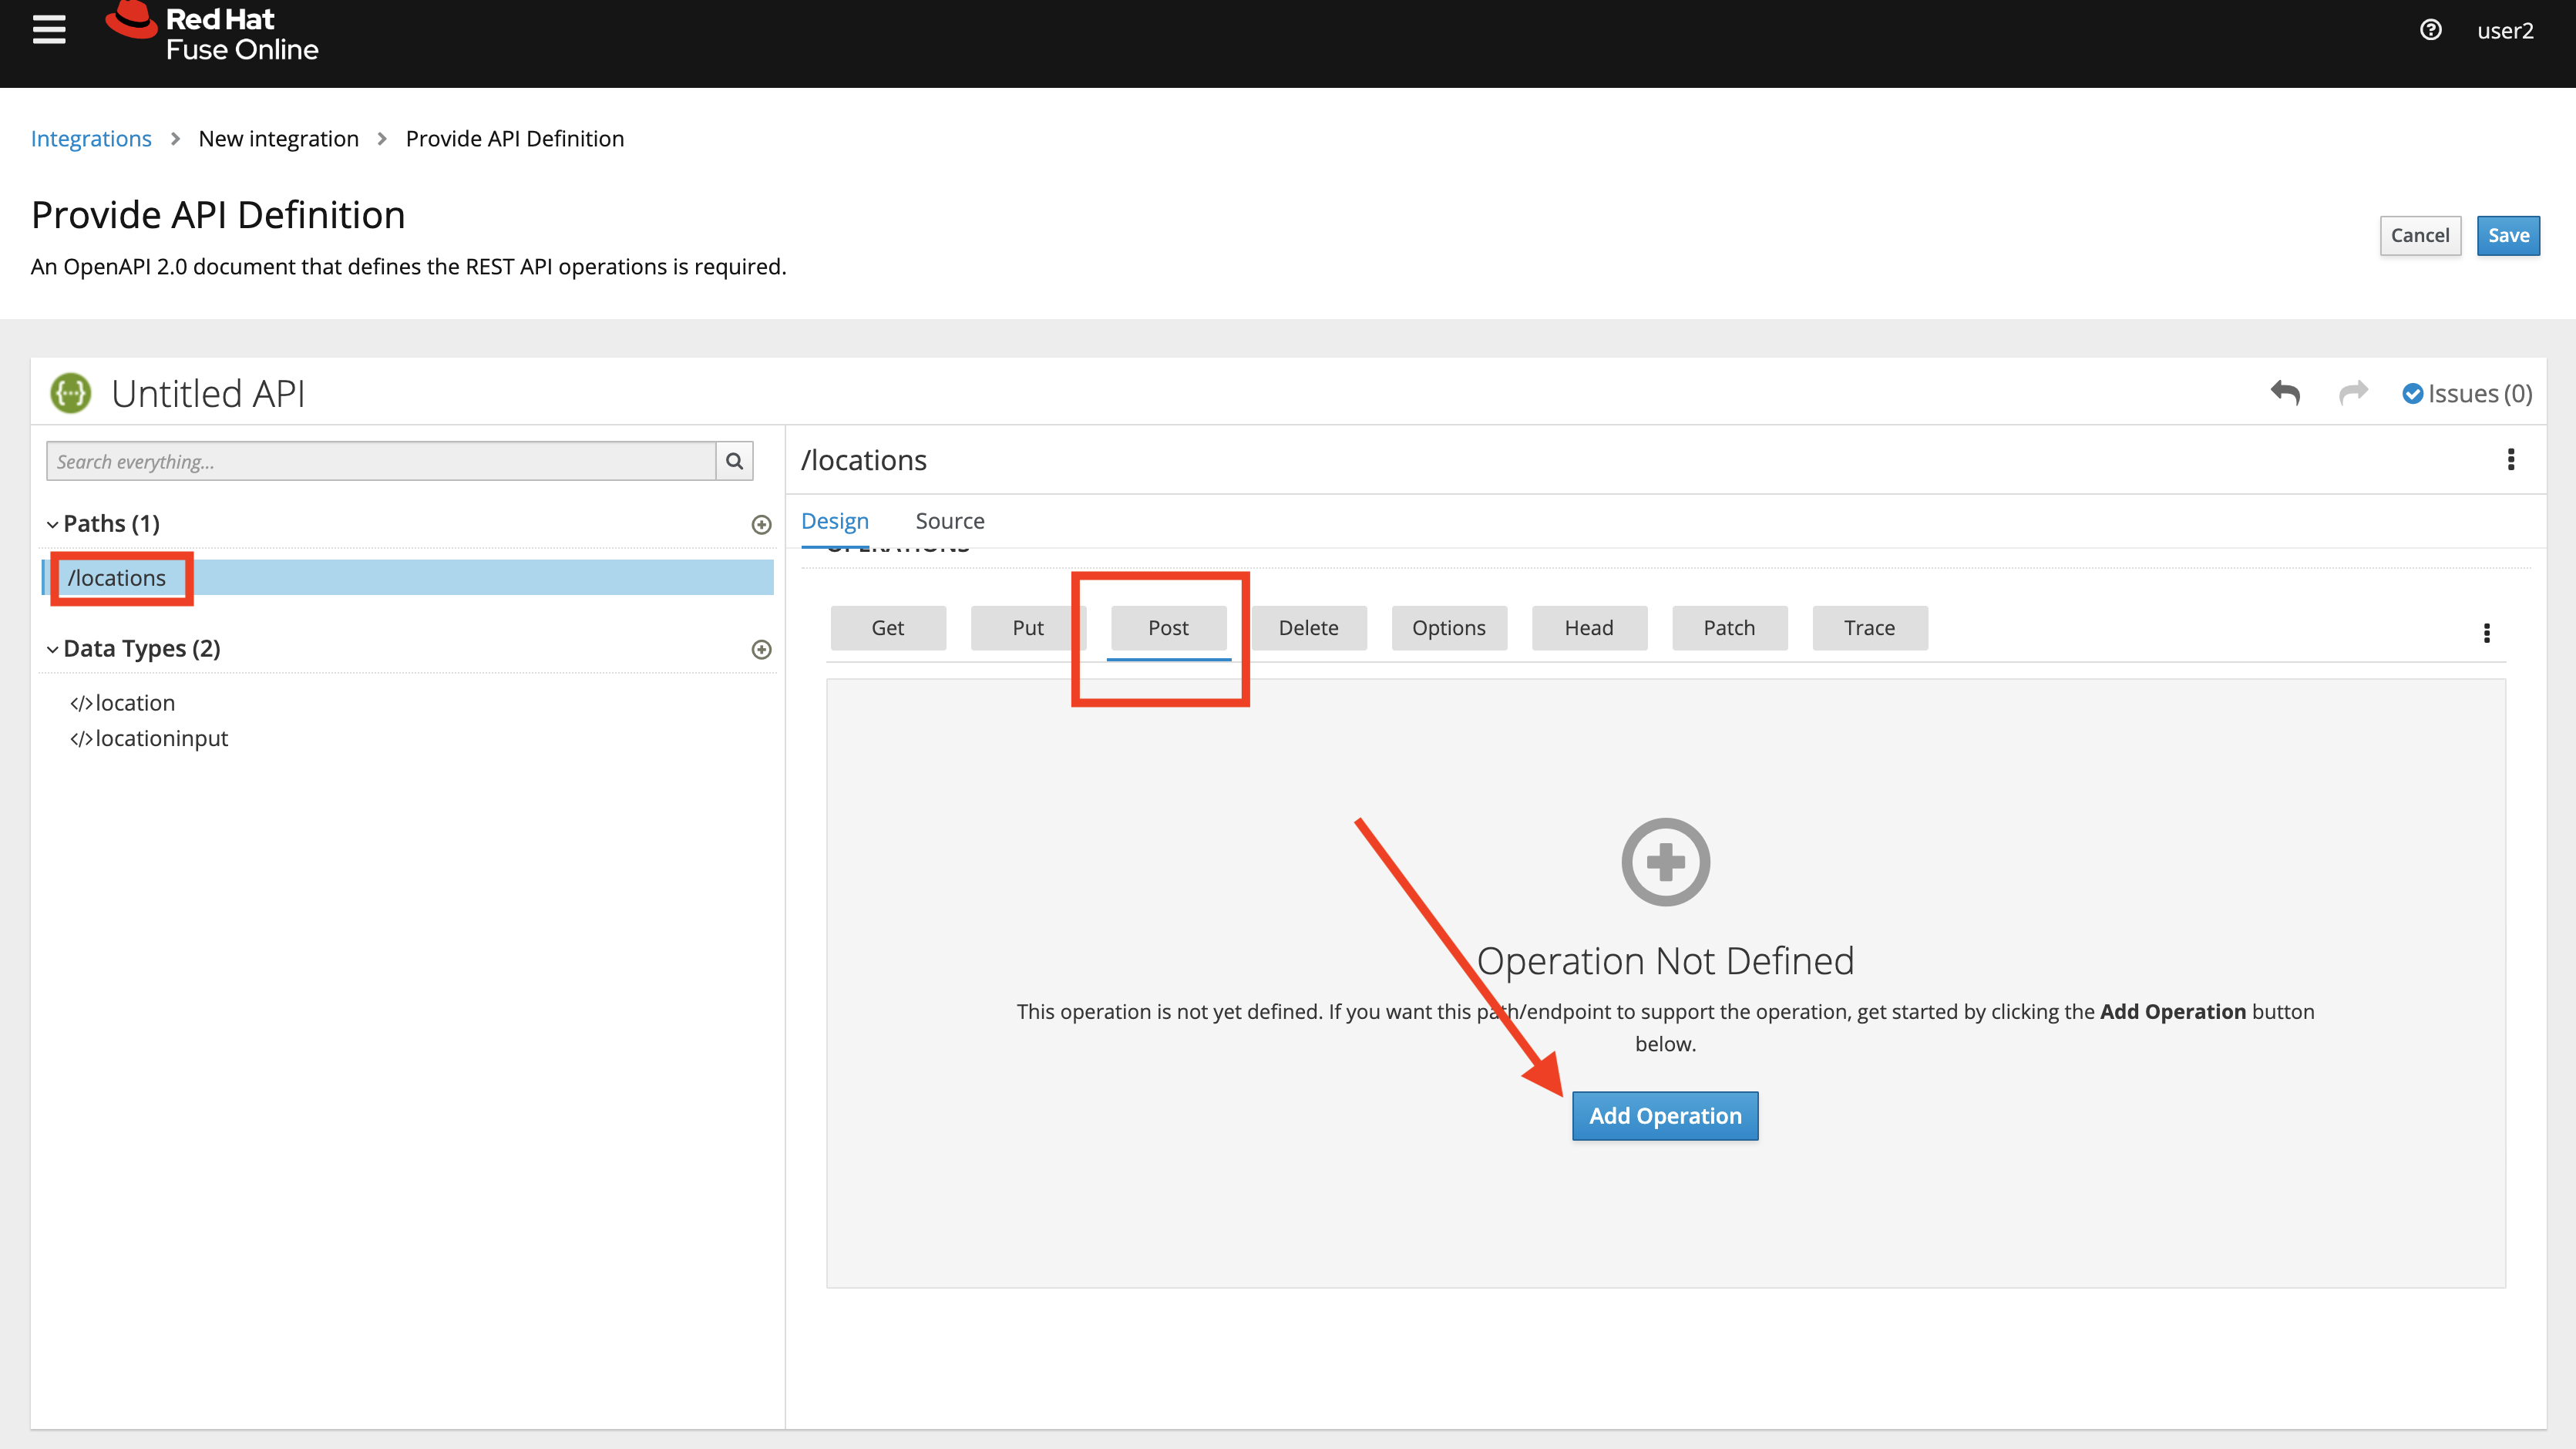 Red Hat
Fuse Online
user2
Integrations > New integration > Provide API Definition
Provide API Definition
Cancel
Save
An OpenAPI 2.0 document that defines the REST API operations is required.
Untitled API
Issues (0)
Search everything...
/locations
Paths (1)
Design
Source
OPERATIONS
/locations
Get
Put
Post
Delete
Options
Head
Patch
Trace
Data Types (2)
</>location
</>locationinput
Operation Not Defined
This operation is not yet defined. If you want this path/endpoint to support the operation, get started by clicking the Add Operation button
below.
Add Operation